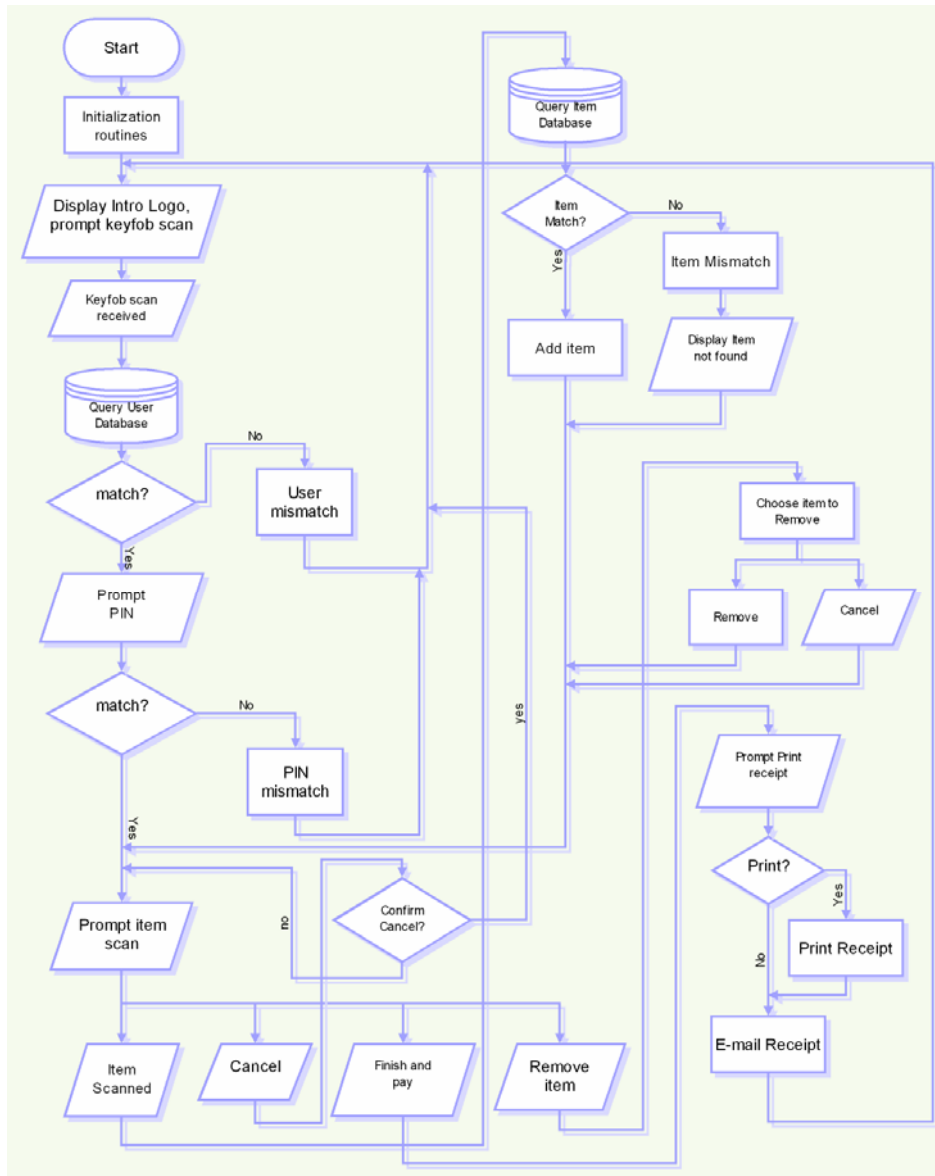 Start
Initialization
routines
Display Intro Logo,
prompt keyfob scan
Keyfob scan
received
Query User
Database
match?
No
User
mismatch
Yes
Prompt
PIN
match?
No
PIN
mismatch
Yes
Prompt item
scan
Item
Scanned
Cancel
Finish and
pay
Remove
item
no
Confirm
Cancel?
yes
Query Item
Database
Item
Match?
No
Item Mismatch
Display Item
not found
Yes
Add item
Choose item to
Remove
Remove
Cancel
Prompt Print
receipt
Print?
Yes
Print Receipt
No
E-mail Receipt